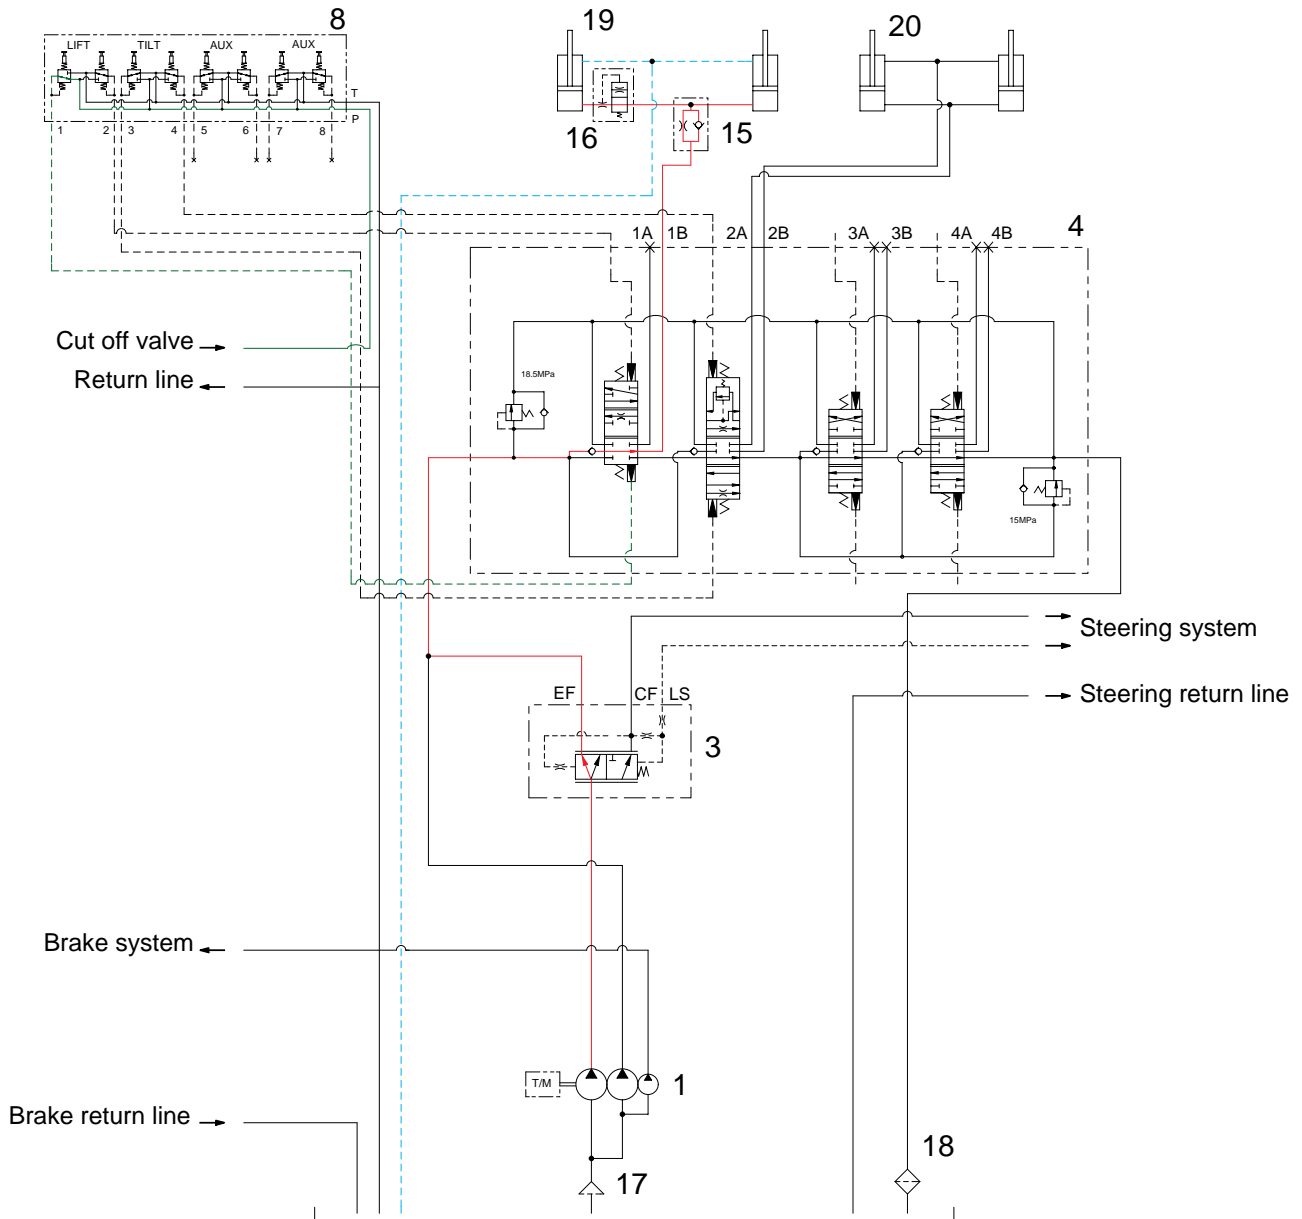 8 19 20
LIFT TILT AUX AUX
T
P
1 2 3 4 5 6 7 8
16 15
1A 1B 2A 2B 3A 3B 4A 4B 4
Cut off valve
Return line
18.5MPa
15MPa
Steering system
EF CF LS
Steering return line
3
Brake system
T/M 1
Brake return line
17 18